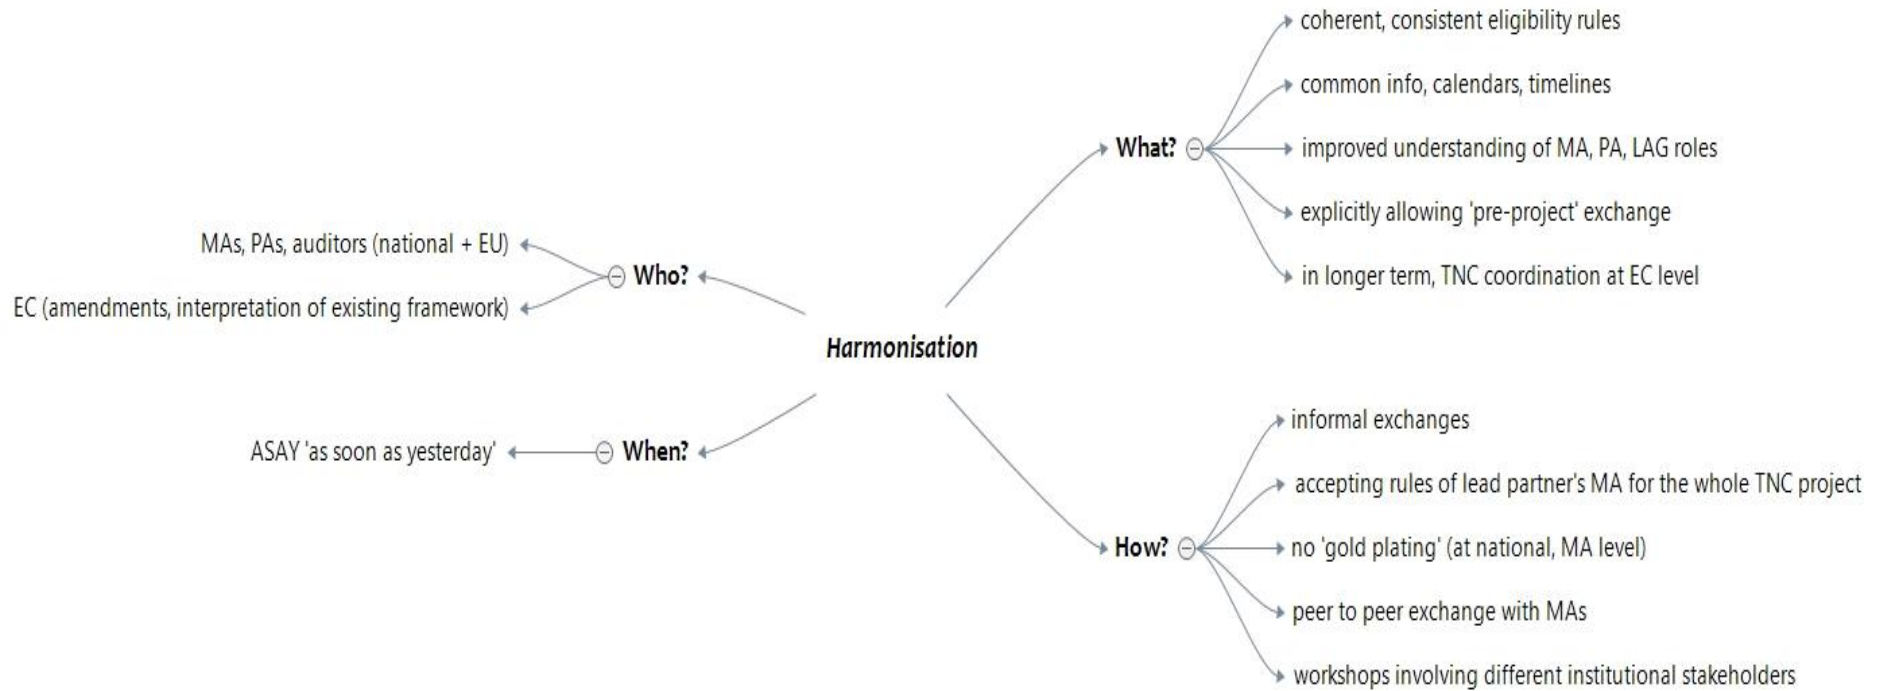 Harmonisation
What?
coherent, consistent eligibility rules
common info, calendars, timelines
improved understanding of MA, PA, LAG roles
explicitly allowing 'pre-project' exchange
in longer term, TNC coordination at EC level
Who?
MAs, PAs, auditors (national + EU)
EC (amendments, interpretation of existing framework)
When?
ASAY 'as soon as yesterday'
How?
informal exchanges
accepting rules of lead partner's MA for the whole TNC project
no 'gold plating' (at national, MA level)
peer to peer exchange with MAs
workshops involving different institutional stakeholders